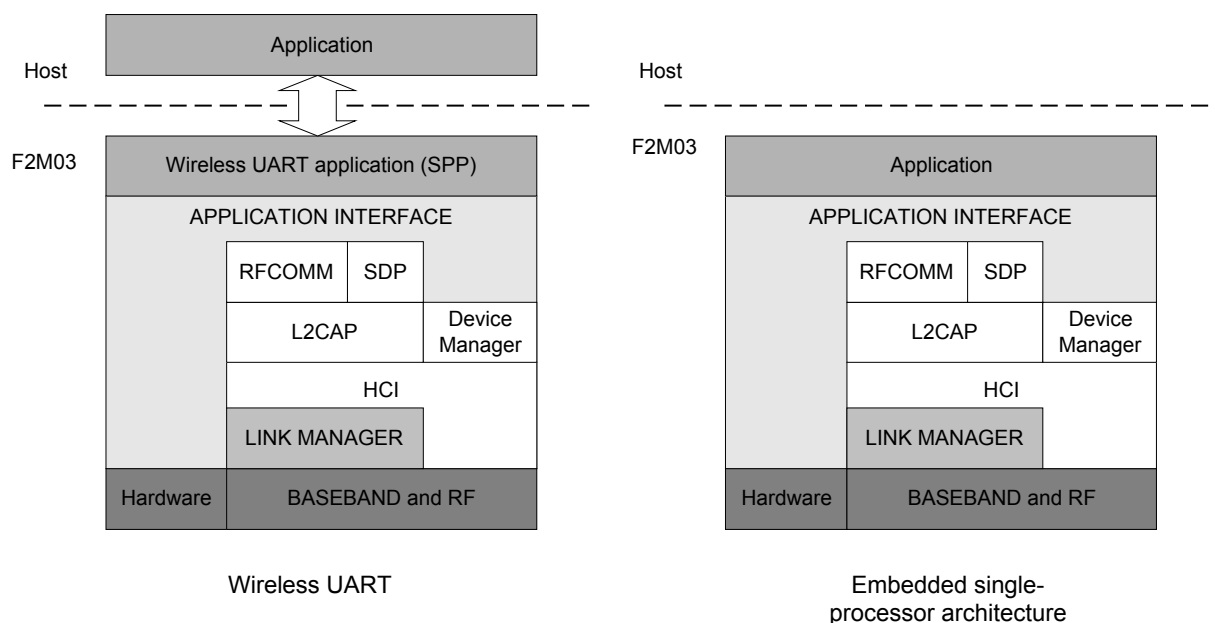 Application
Host
F2M03
Wireless UART application (SPP)
APPLICATION INTERFACE
RFCOMM
SDP
L2CAP
Device
Manager
HCI
LINK MANAGER
Hardware
BASEBAND and RF
Wireless UART
Host
F2M03
Application
APPLICATION INTERFACE
RFCOMM
SDP
L2CAP
Device
Manager
HCI
LINK MANAGER
Hardware
BASEBAND and RF
Embedded single-
processor architecture